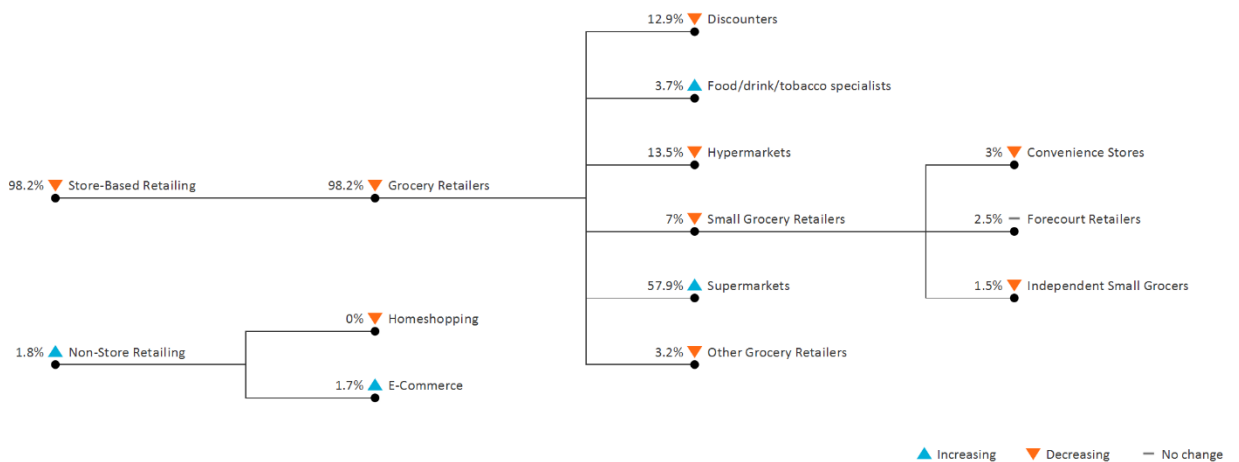 12.9% Discounters
3.7% Food/drink/tobacco specialists
13.5% Hypermarkets
3% Convenience Stores
98.2% Store-Based Retailing
98.2% Grocery Retailers
7% Small Grocery Retailers
2.5% Forecourt Retailers
57.9% Supermarkets
1.5% Independent Small Grocers
0% Homeshopping
1.8% Non-Store Retailing
3.2% Other Grocery Retailers
1.7% E-Commerce
Increasing Decreasing No change